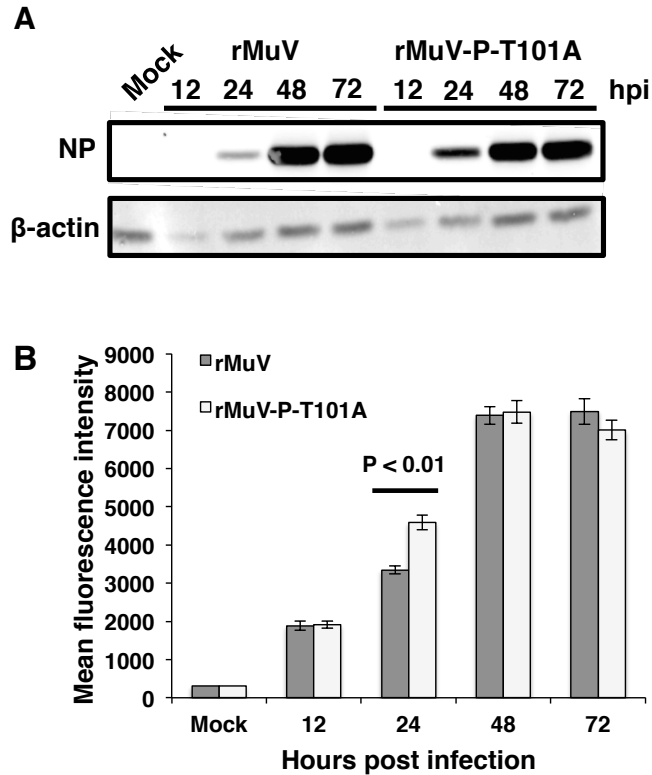 A
Mock rMuV rMuV-P-T101A
12 24 48 72 12 24 48 72 hpi
NP
β-actin
B
Mean fluorescence intensity
9000
8000
7000
6000
5000
4000
3000
2000
1000
0
rMuV
rMuV-P-T101A
P < 0.01
Mock 12 24 48 72
Hours post infection